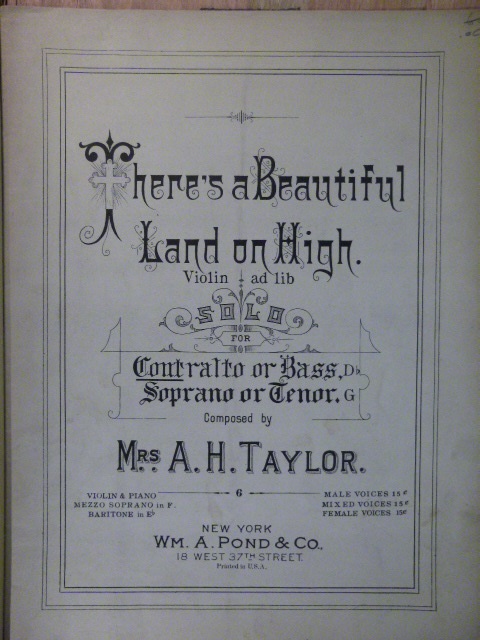 There's a Beautiful
Land on High.
Violin ad lib
SOLO
FOR
Contralto or Bass, D♭
Soprano or Tenor. G
Composed by
MRS. A. H. TAYLOR.
6
VIOLIN & PIANO
MEZZO SOPRANO in F.
BARITONE in E♭
MALE VOICES 15¢
MIXED VOICES 15¢
FEMALE VOICES 15¢
NEW YORK
WM. A. POND & CO.,
18 WEST 37TH STREET.
Printed in U.S.A.